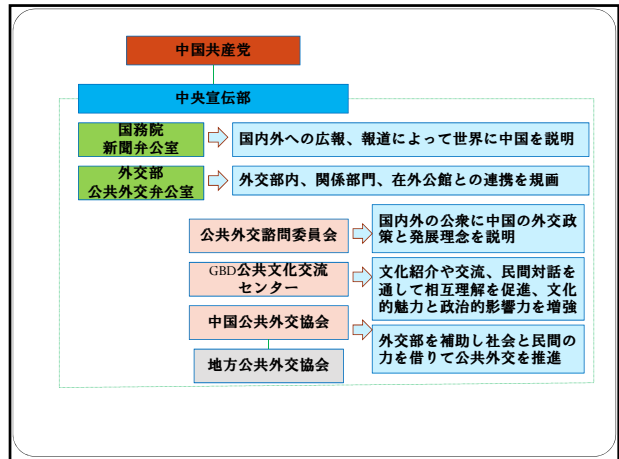 中国共産党
中央宣伝部
国務院
新聞弁公室
国内外への広報、報道によって世界に中国を説明
外交部
公共外交弁公室
外交部内、関係部門、在外公館との連携を規画
公共外交諮問委員会
国内外の公衆に中国の外交政
策と発展理念を説明
GBD公共文化交流
センター
文化紹介や交流、民間対話を
通して相互理解を促進、文化
的魅力と政治的影響力を増強
中国公共外交協会
外交部を補助し社会と民間の
力を借りて公共外交を推進
地方公共外交協会